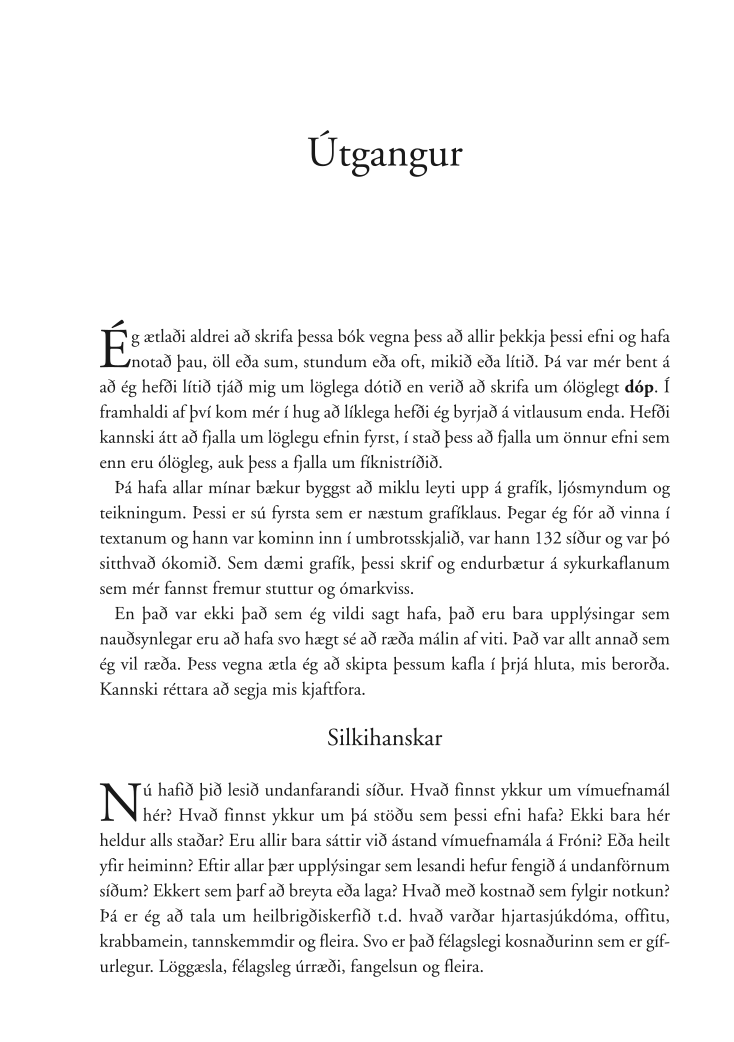 Útgangur
Ég ætlaði aldrei að skrifa þessa bók vegna þess að allir þekkja þessi efni og hafa
notað þau, öll eða sum, stundum eða oft, mikið eða lítið. Þá var mér bent á
að ég hefði lítið tjáð mig um löglega dótið en verið að skrifa um ólöglegt dóp. Í
framhaldi af því kom mér í hug að líklega hefði ég byrjað á vitlausum enda. Hefði
kannski átt að fjalla um löglegu efnin fyrst, í stað þess að fjalla um önnur efni sem
enn eru ólögleg, auk þess a fjalla um fíknistríðið.
Þá hafa allar mínar bækur byggst að miklu leyti upp á grafík, ljósmyndum og
teikningum. Þessi er sú fyrsta sem er næstum grafíklaus. Þegar ég fór að vinna í
textanum og hann var kominn inn í umbrotsskjalið, var hann 132 síður og var þó
sitthvað ókomið. Sem dæmi grafík, þessi skrif og endurbætur á sykurkaflanum
sem mér fannst fremur stuttur og ómarkviss.
En það var ekki það sem ég vildi sagt hafa, það eru bara upplýsingar sem
nauðsynlegar eru að hafa svo hægt sé að ræða málin af viti. Það var allt annað sem
ég vil ræða. Þess vegna ætla ég að skipta þessum kafla í þrjá hluta, mis berorða.
Kannski réttara að segja mis kjaftfora.
Silkihanskar
Nú hafið þið lesið undanfarandi síður. Hvað finnst ykkur um vímuefnamál
hér? Hvað finnst ykkur um þá stöðu sem þessi efni hafa? Ekki bara hér
heldur alls staðar? Eru allir bara sáttir við ástand vímuefnamála á Fróni? Eða heilt
yfir heiminn? Eftir allar þær upplýsingar sem lesandi hefur fengið á undanförnum
síðum? Ekkert sem þarf að breyta eða laga? Hvað með kostnað sem fylgir notkun?
Þá er ég að tala um heilbrigðiskerfið t.d. hvað varðar hjartasjúkdóma, offitu,
krabbamein, tannskemmdir og fleira. Svo er það félagslegi kosnaðurinn sem er gíf-
urlegur. Löggæsla, félagsleg úrræði, fangelsun og fleira.